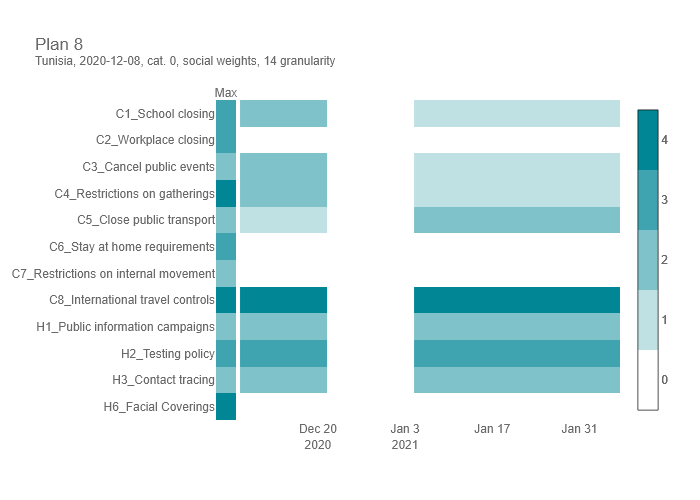 Plan 8
Tunisia, 2020-12-08, cat. 0, social weights, 14 granularity
Max
C1_School closing
C2_Workplace closing
C3_Cancel public events
C4_Restrictions on gatherings
C5_Close public transport
C6_Stay at home requirements
C7_Restrictions on internal movement
C8_International travel controls
H1_Public information campaigns
H2_Testing policy
H3_Contact tracing
H6_Facial Coverings
Dec 20 Jan 3 Jan 17 Jan 31
2020 2021
4
3
2
1
0